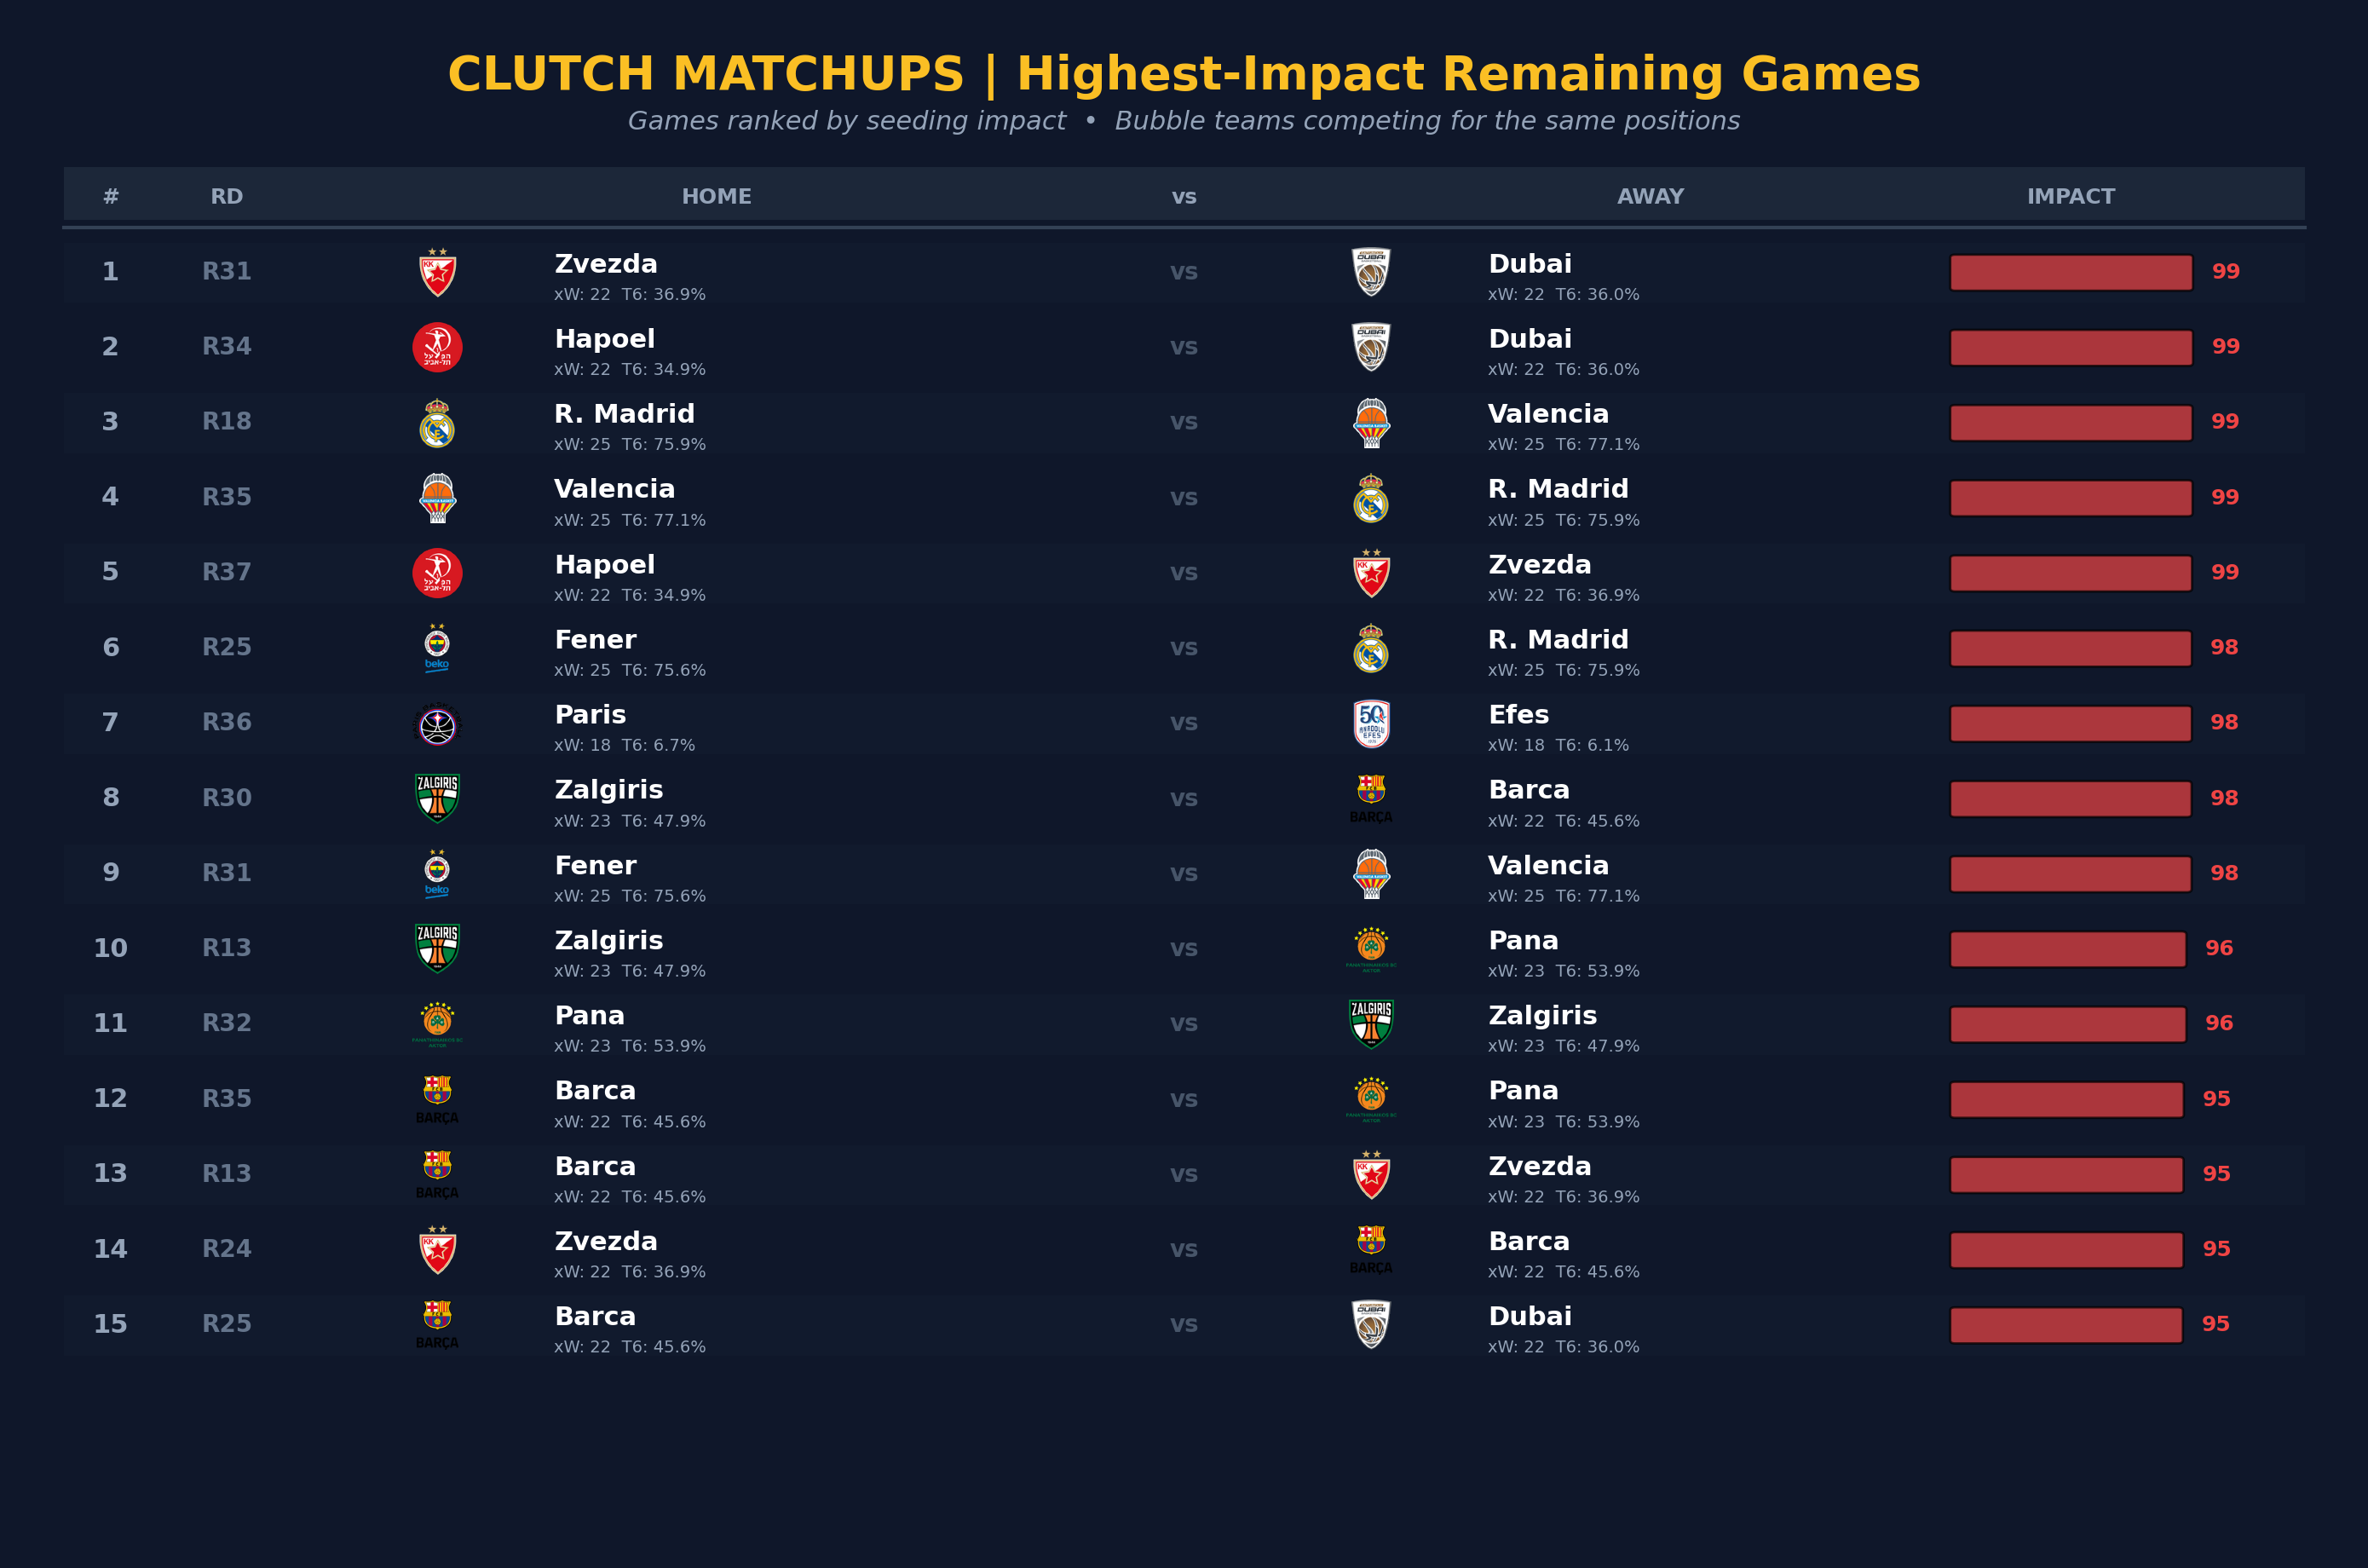 CLUTCH MATCHUPS | Highest-Impact Remaining Games
Games ranked by seeding impact • Bubble teams competing for the same positions
# RD HOME vs AWAY IMPACT
1 R31 Zvezda vs Dubai 99
xW: 22 T6: 36.9% xW: 22 T6: 36.0%
2 R34 Hapoel vs Dubai 99
xW: 22 T6: 34.9% xW: 22 T6: 36.0%
3 R18 R. Madrid vs Valencia 99
xW: 25 T6: 75.9% xW: 25 T6: 77.1%
4 R35 Valencia vs R. Madrid 99
xW: 25 T6: 77.1% xW: 25 T6: 75.9%
5 R37 Hapoel vs Zvezda 99
xW: 22 T6: 34.9% xW: 22 T6: 36.9%
6 R25 Fener vs R. Madrid 98
xW: 25 T6: 75.6% xW: 25 T6: 75.9%
7 R36 Paris vs Efes 98
xW: 18 T6: 6.7% xW: 18 T6: 6.1%
8 R30 Zalgiris vs Barca 98
xW: 23 T6: 47.9% xW: 22 T6: 45.6%
9 R31 Fener vs Valencia 98
xW: 25 T6: 75.6% xW: 25 T6: 77.1%
10 R13 Zalgiris vs Pana 96
xW: 23 T6: 47.9% xW: 23 T6: 53.9%
11 R32 Pana vs Zalgiris 96
xW: 23 T6: 53.9% xW: 23 T6: 47.9%
12 R35 Barca vs Pana 95
xW: 22 T6: 45.6% xW: 23 T6: 53.9%
13 R13 Barca vs Zvezda 95
xW: 22 T6: 45.6% xW: 22 T6: 36.9%
14 R24 Zvezda vs Barca 95
xW: 22 T6: 36.9% xW: 22 T6: 45.6%
15 R25 Barca vs Dubai 95
xW: 22 T6: 45.6% xW: 22 T6: 36.0%